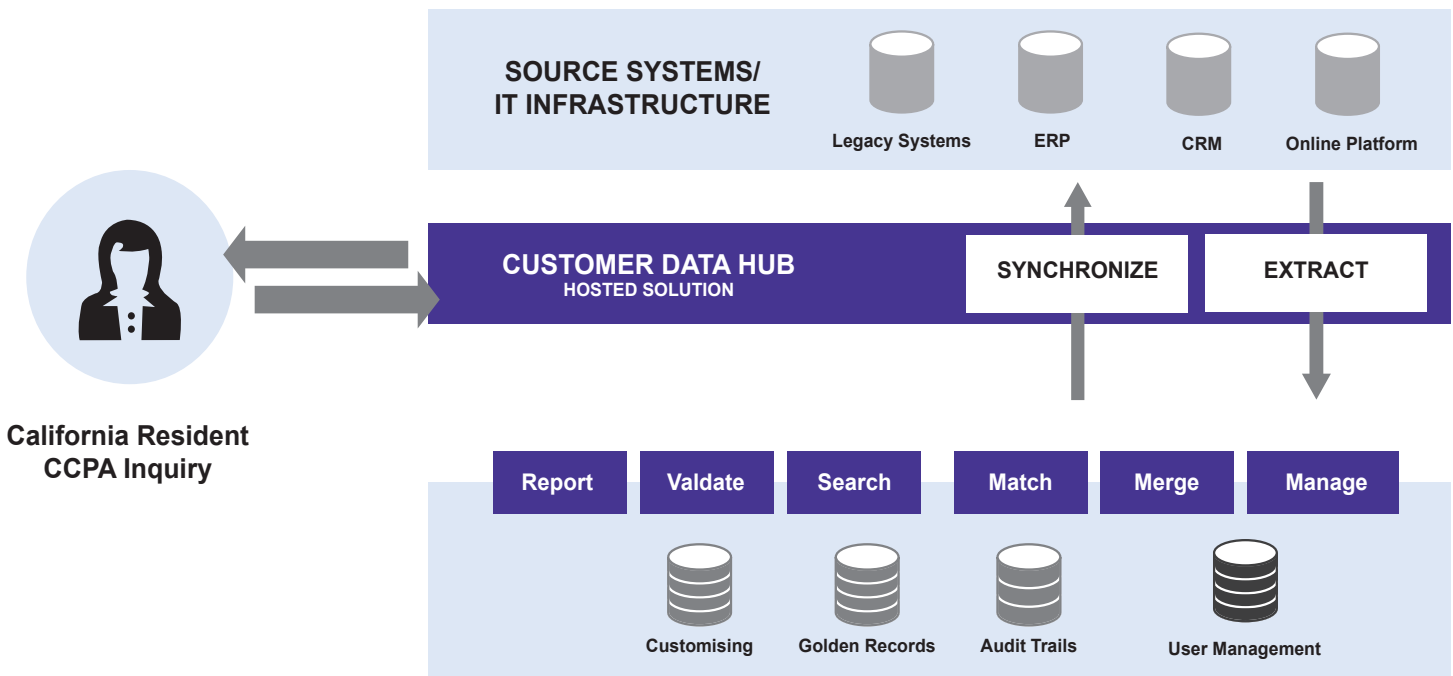 SOURCE SYSTEMS/
IT INFRASTRUCTURE
Legacy Systems
ERP
CRM
Online Platform
CUSTOMER DATA HUB
HOSTED SOLUTION
SYNCHRONIZE
EXTRACT
California Resident
CCPA Inquiry
Report
Valdate
Search
Match
Merge
Manage
Customising
Golden Records
Audit Trails
User Management